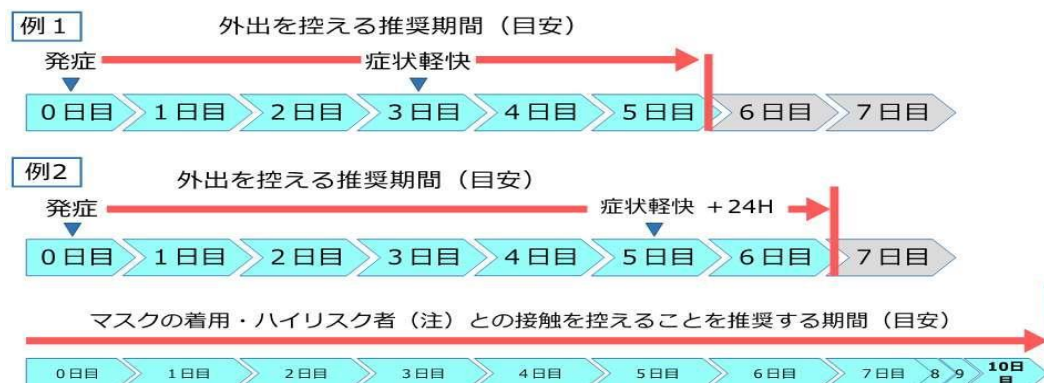 例1
外出を控える推奨期間（目安）
発症 症状軽快
0日目 1日目 2日目 3日目 4日目 5日目 6日目 7日目
例2
外出を控える推奨期間（目安）
発症 症状軽快 +24H
0日目 1日目 2日目 3日目 4日目 5日目 6日目 7日目
マスクの着用・ハイリスク者（注）との接触を控えることを推奨する期間（目安）
0日目 1日目 2日目 3日目 4日目 5日目 6日目 7日目 8 9 10日
目